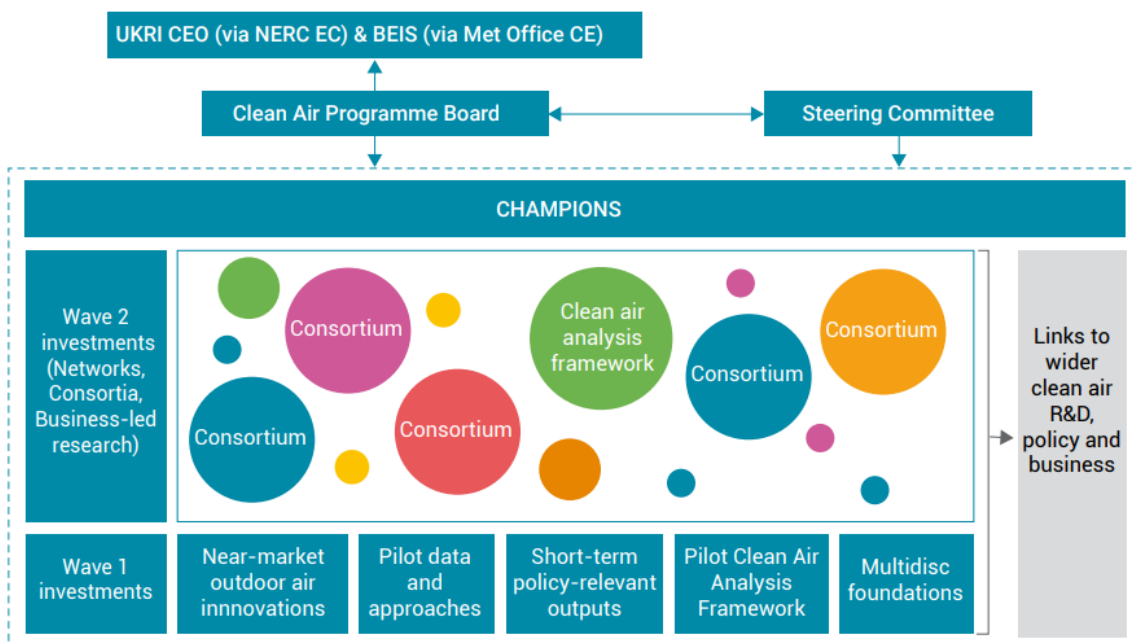 UKRI CEO (via NERC EC) & BEIS (via Met Office CE)
Clean Air Programme Board
Steering Committee
CHAMPIONS
Wave 2
investments
(Networks,
Consortia,
Business-led
research)
Consortium
Consortium
Consortium
Clean air
analysis
framework
Consortium
Consortium
Links to
wider
clean air
R&D,
policy and
business
Wave 1
investments
Near-market
outdoor air
innnovations
Pilot data
and
approaches
Short-term
policy-relevant
outputs
Pilot Clean Air
Analysis
Framework
Multidisc
foundations